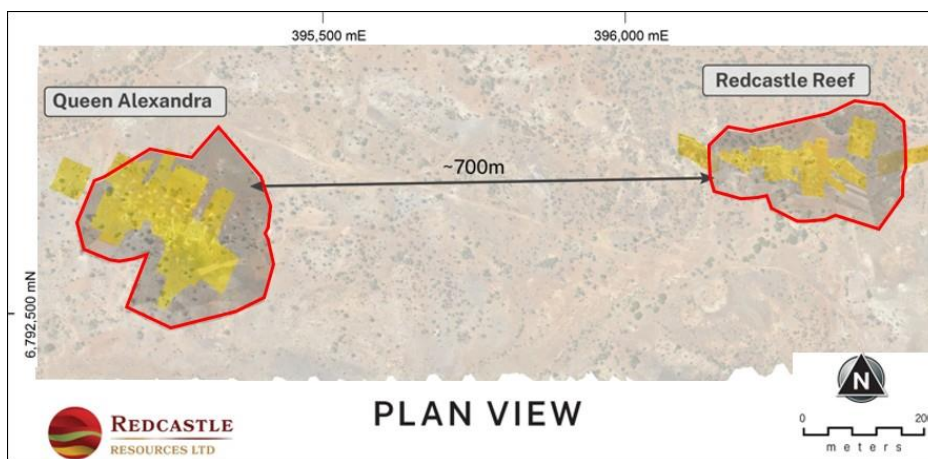 395,500 mE
396,000 mE
Queen Alexandra
Redcastle Reef
~700m
6,792,500 mN
REDCASTLE
RESOURCES LTD
PLAN VIEW
N
0
meters